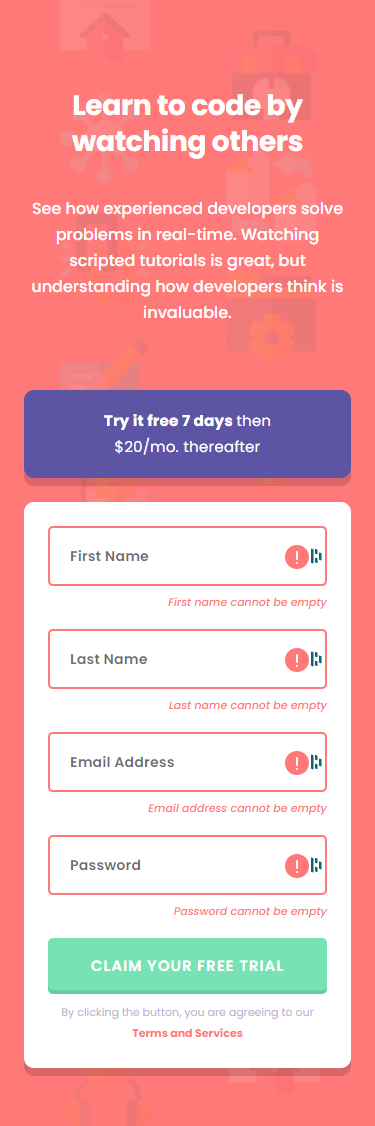 Learn to code by
watching others
See how experienced developers solve
problems in real-time. Watching
scripted tutorials is great, but
understanding how developers think is
invaluable.
Try it free 7 days then
$20/mo. thereafter
First Name
First name cannot be empty
Last Name
Last name cannot be empty
Email Address
Email address cannot be empty
Password
Password cannot be empty
CLAIM YOUR FREE TRIAL
By clicking the button, you are agreeing to our
Terms and Services